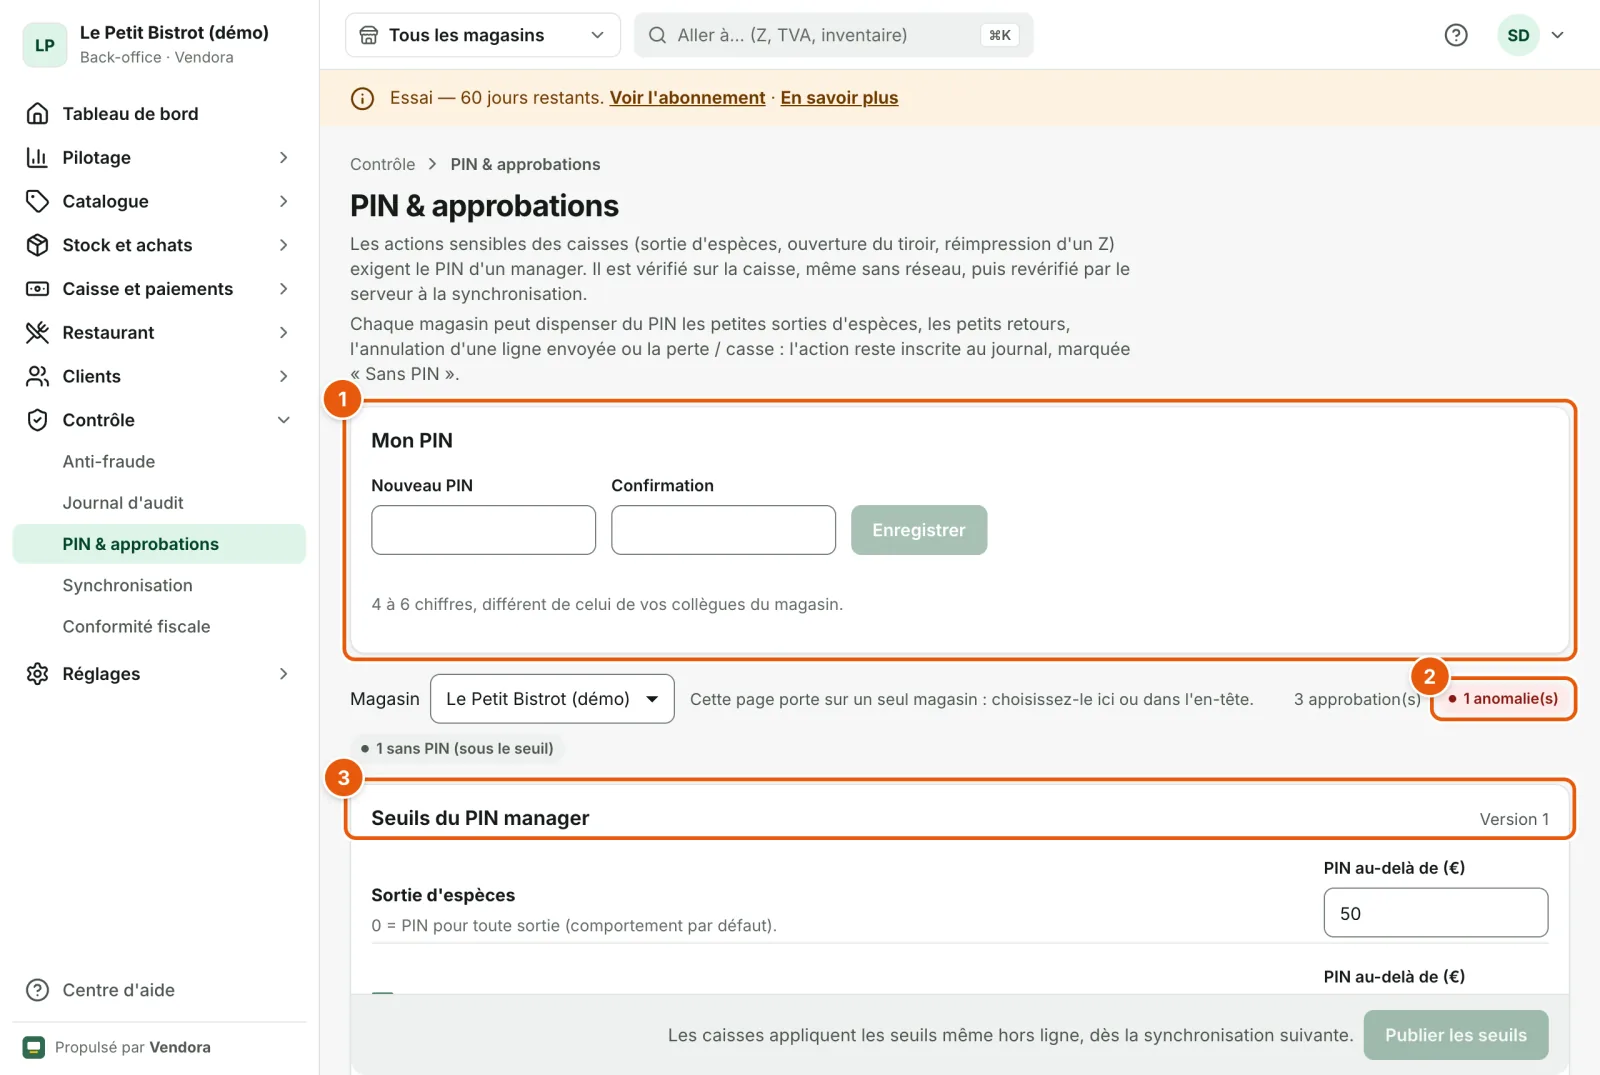 LP
Le Petit Bistrot (démo)
Back-office · Vendora
Tous les magasins
Aller à... (Z, TVA, inventaire)
⌘K
SD
Essai — 60 jours restants. Voir l'abonnement · En savoir plus
Tableau de bord
Pilotage
Catalogue
Stock et achats
Caisse et paiements
Restaurant
Clients
Contrôle
Anti-fraude
Journal d'audit
PIN & approbations
Synchronisation
Conformité fiscale
Réglages
Centre d'aide
Propulsé par Vendora
Contrôle > PIN & approbations
PIN & approbations
Les actions sensibles des caisses (sortie d'espèces, ouverture du tiroir, réimpression d'un Z)
exigent le PIN d'un manager. Il est vérifié sur la caisse, même sans réseau, puis revérifié par le
serveur à la synchronisation.
Chaque magasin peut dispenser du PIN les petites sorties d'espèces, les petits retours,
l'annulation d'une ligne envoyée ou la perte / casse : l'action reste inscrite au journal, marquée
« Sans PIN ».
1
Mon PIN
Nouveau PIN
Confirmation
Enregistrer
4 à 6 chiffres, différent de celui de vos collègues du magasin.
2
Magasin
Le Petit Bistrot (démo)
Cette page porte sur un seul magasin : choisissez-le ici ou dans l'en-tête.
3 approbation(s)
1 anomalie(s)
1 sans PIN (sous le seuil)
3
Seuils du PIN manager
Version 1
PIN au-delà de (€)
Sortie d'espèces
50
0 = PIN pour toute sortie (comportement par défaut).
PIN au-delà de (€)
Les caisses appliquent les seuils même hors ligne, dès la synchronisation suivante.
Publier les seuils